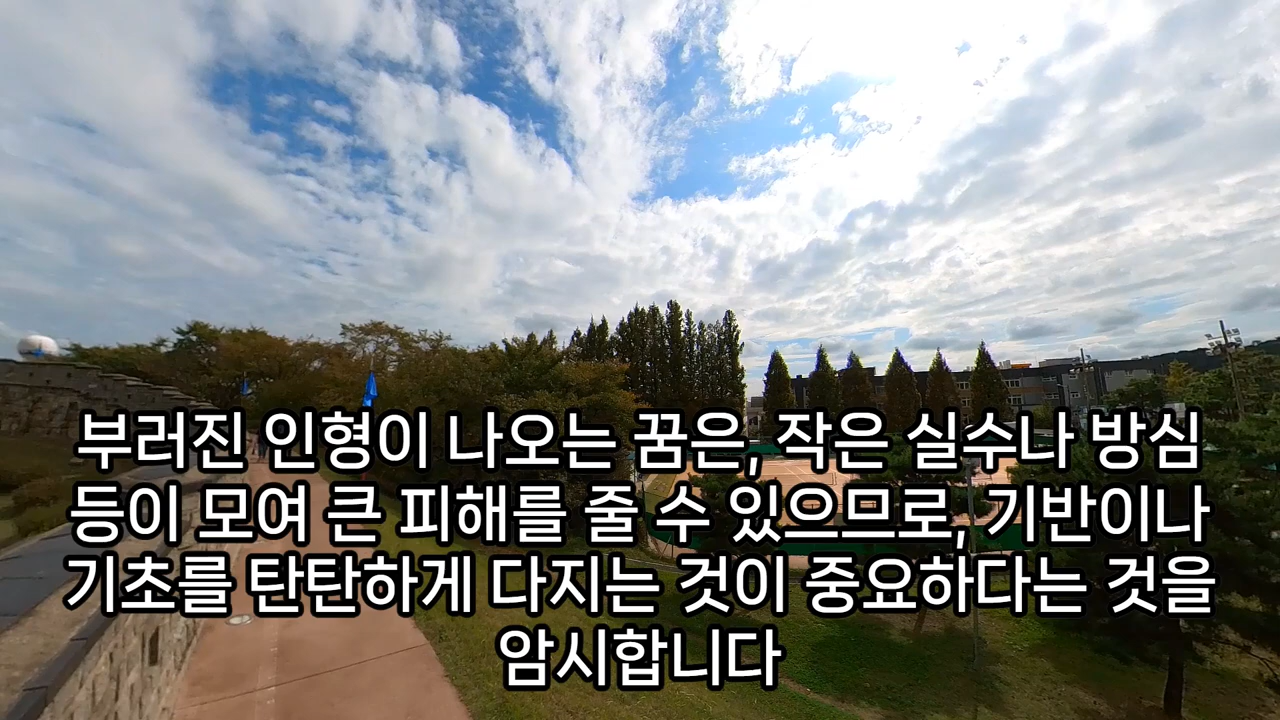 부러진 인형이 나오는 꿈은, 작은 실수나 방심
등이 모여 큰 피해를 줄 수 있으므로, 기반이나
기초를 탄탄하게 다지는 것이 중요하다는 것을
암시합니다